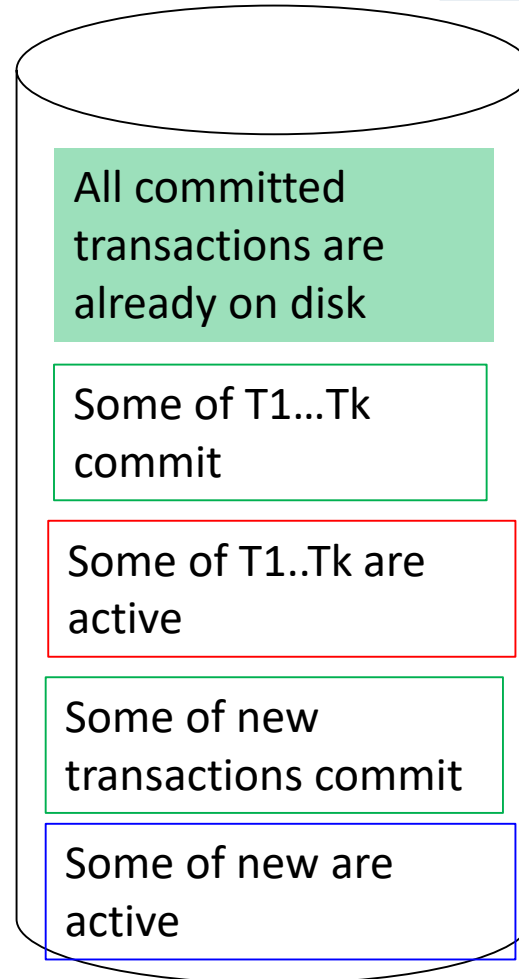 All committed
transactions are
already on disk
Some of T1...Tk
commit
Some of T1..Tk are
active
Some of new
transactions commit
Some of new are
active